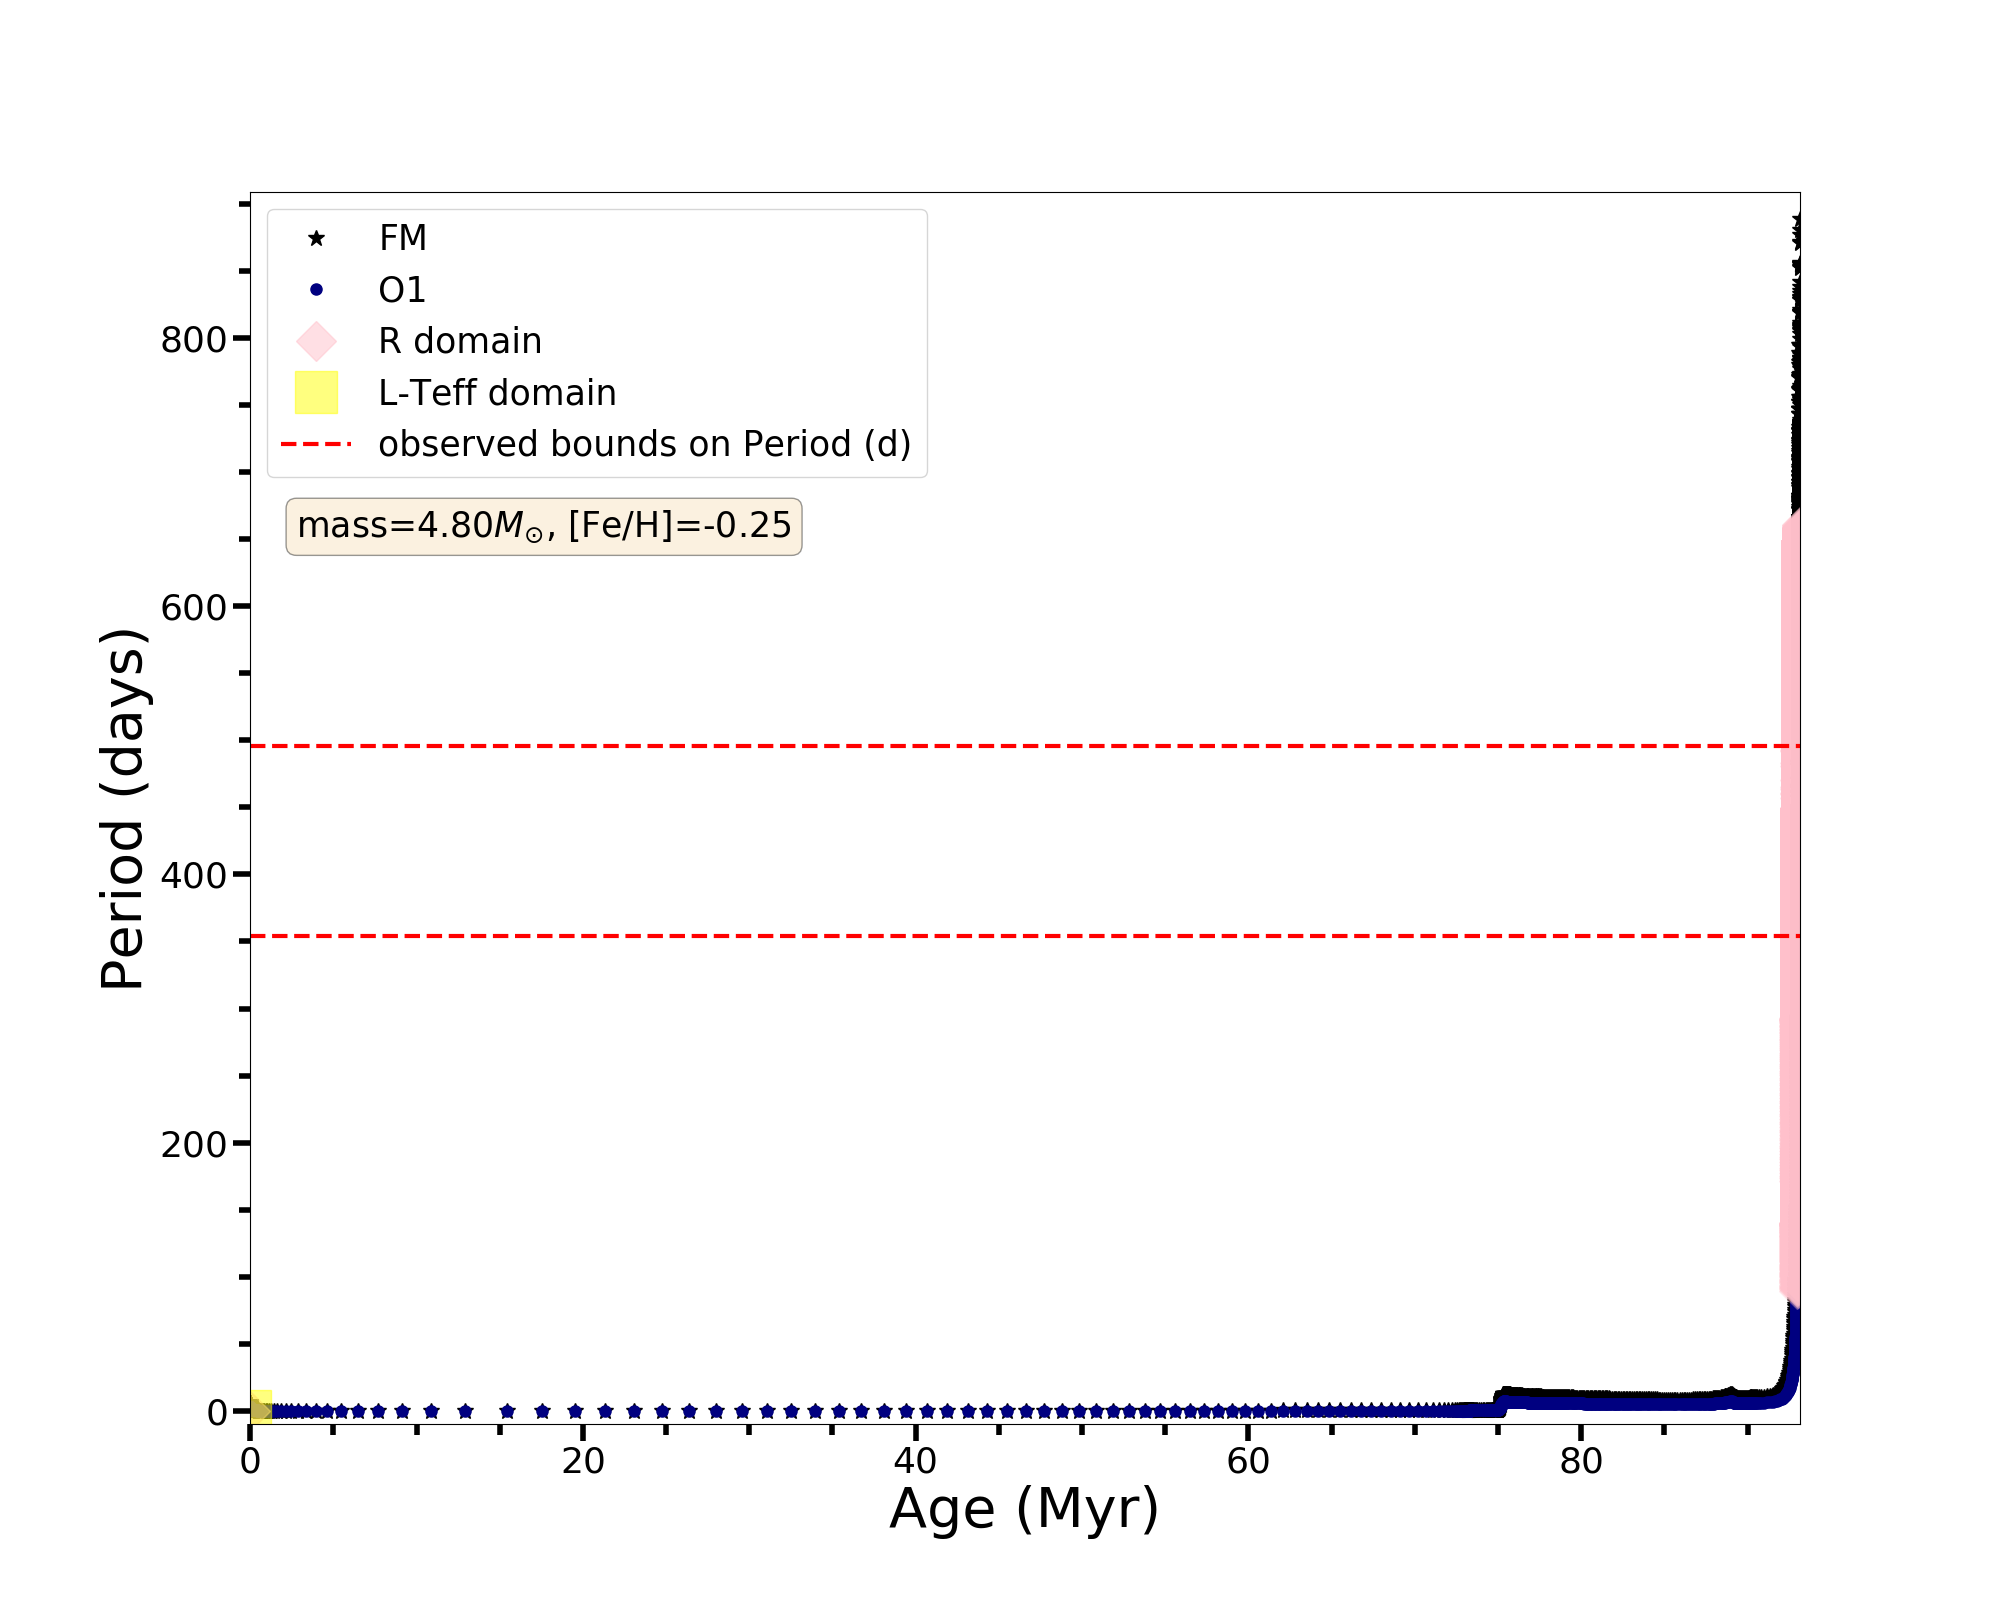 FM
O1
R domain
L-Teff domain
observed bounds on Period (d)
mass=4.80M☉, [Fe/H]=-0.25
800
600
400
200
0
Period (days)
0 20 40 60 80
Age (Myr)